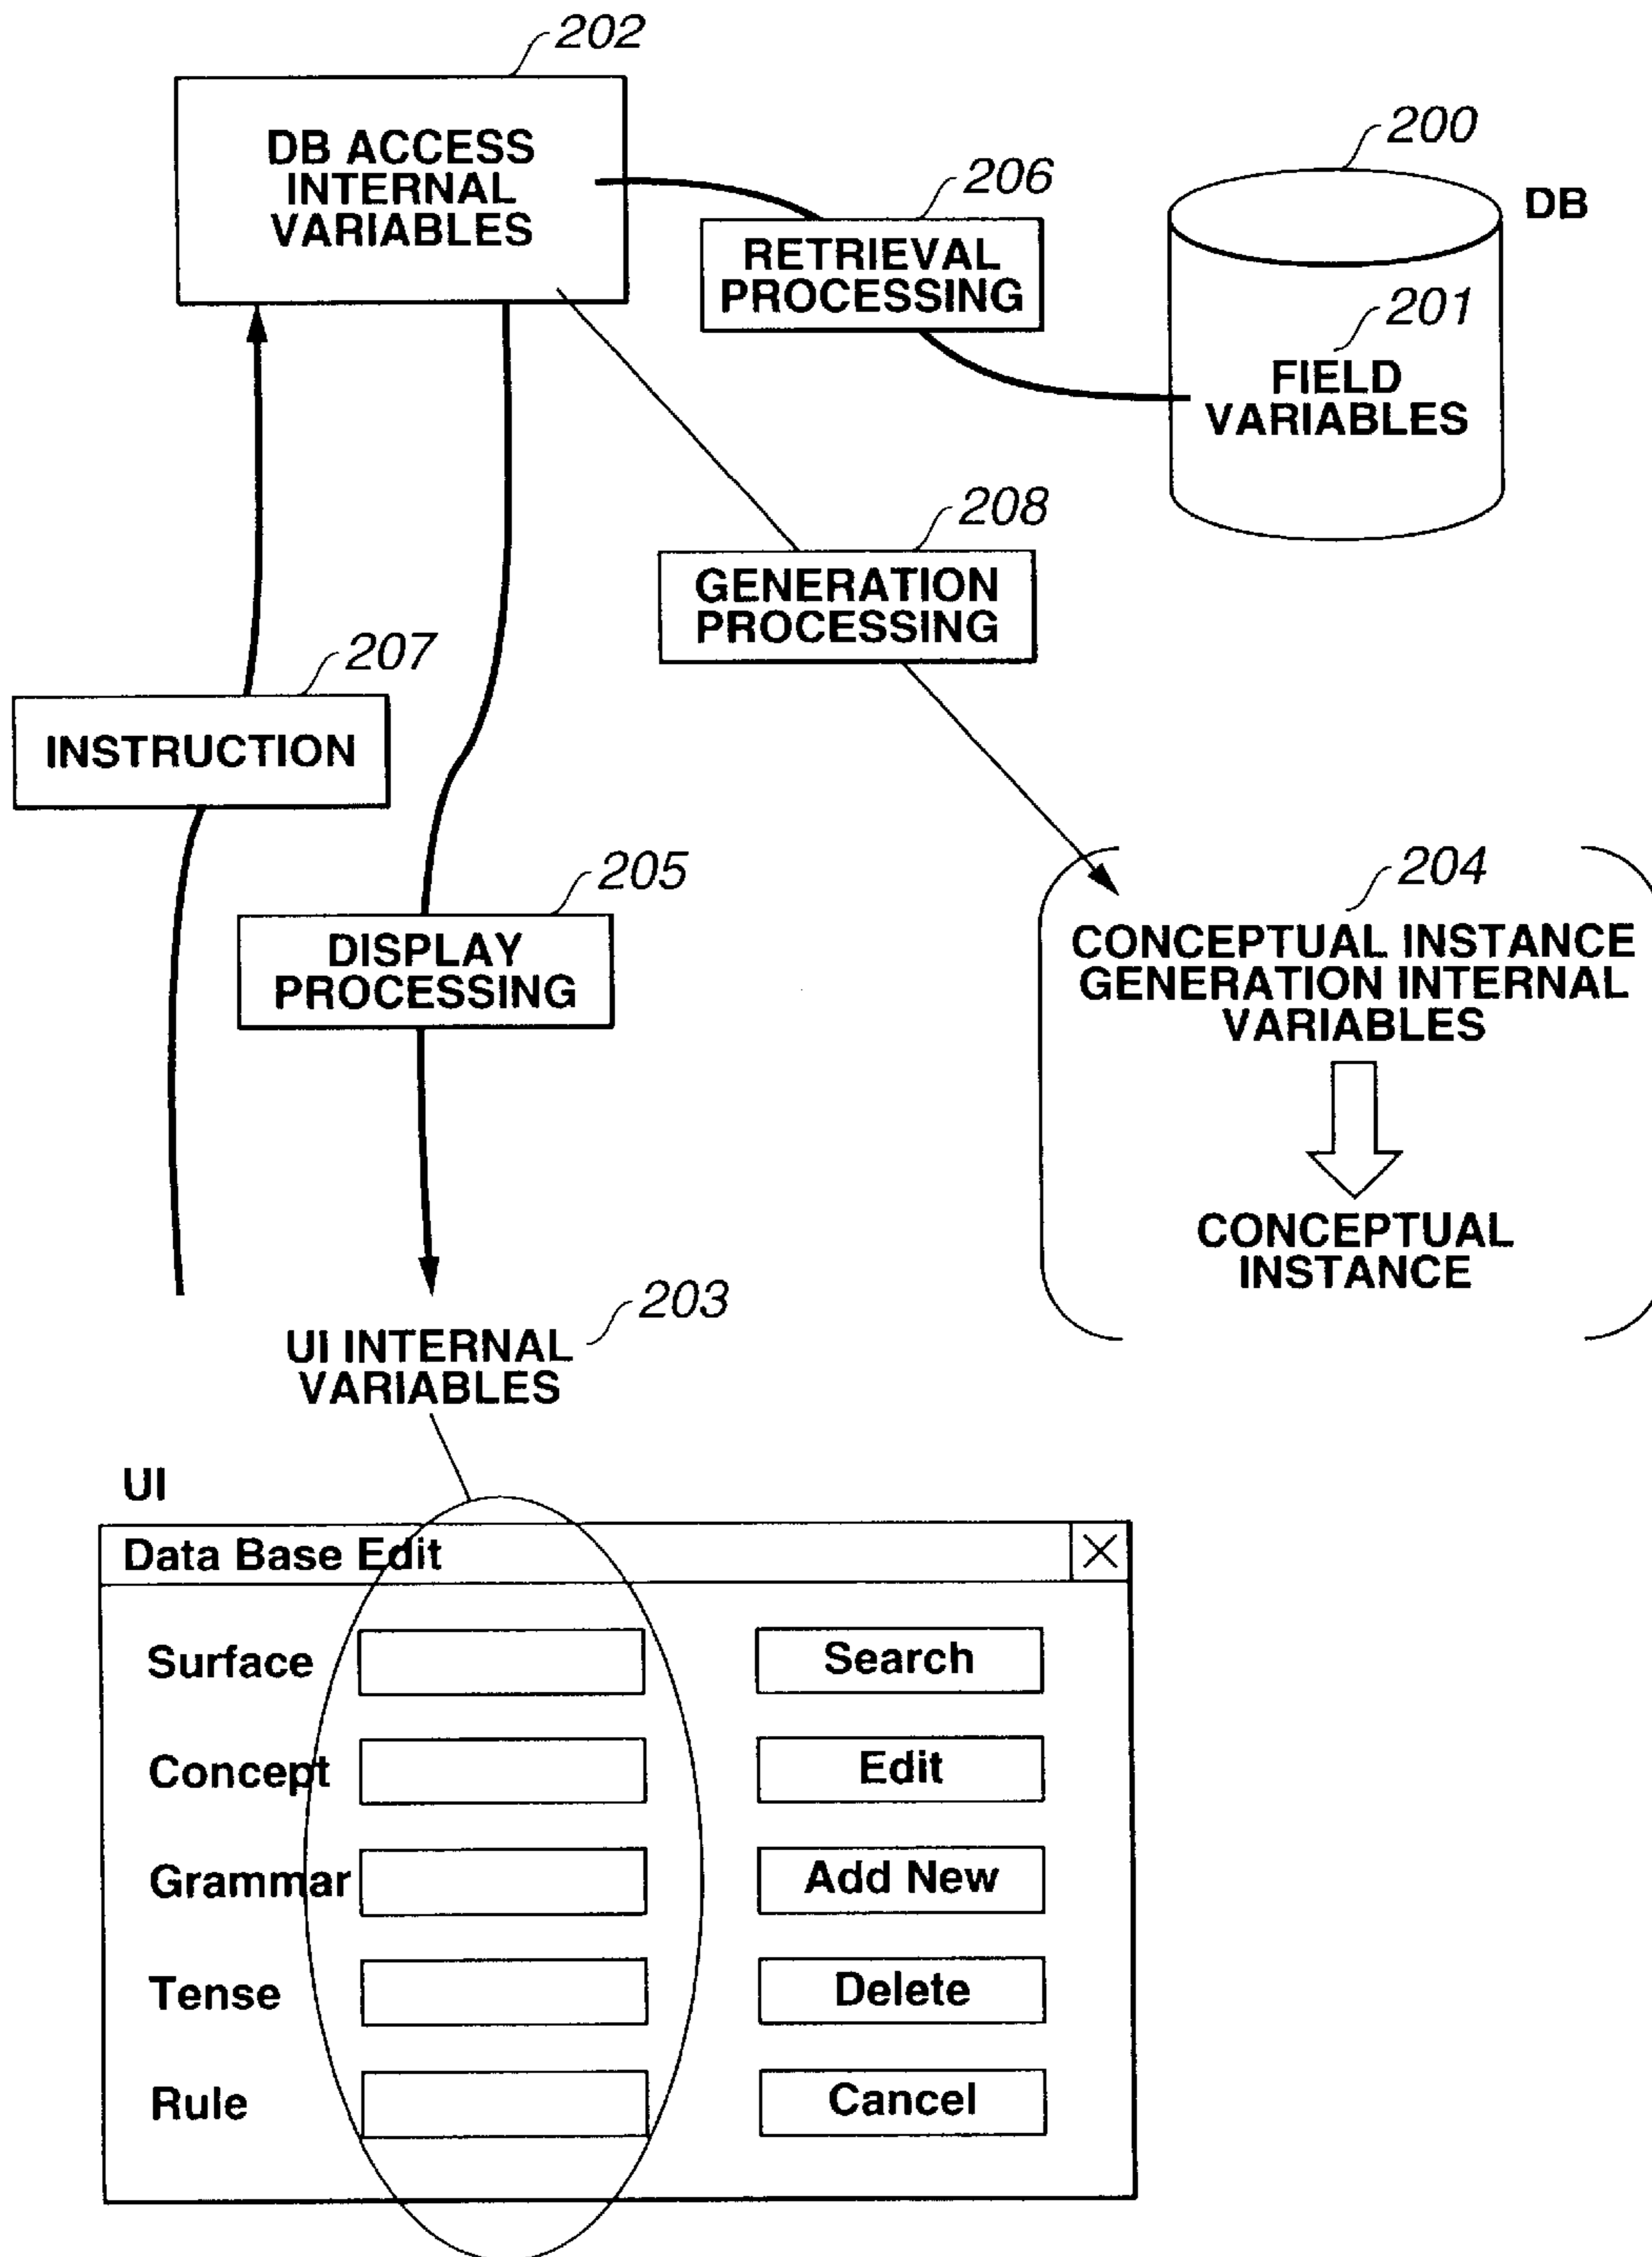 202
DB ACCESS
INTERNAL
VARIABLES
200
DB
206
RETRIEVAL
PROCESSING
201
FIELD
VARIABLES
208
GENERATION
PROCESSING
207
INSTRUCTION
205
DISPLAY
PROCESSING
204
CONCEPTUAL INSTANCE
GENERATION INTERNAL
VARIABLES
CONCEPTUAL
INSTANCE
203
UI INTERNAL
VARIABLES
UI
Data Base Edit
Surface
Search
Concept
Edit
Grammar
Add New
Tense
Delete
Rule
Cancel